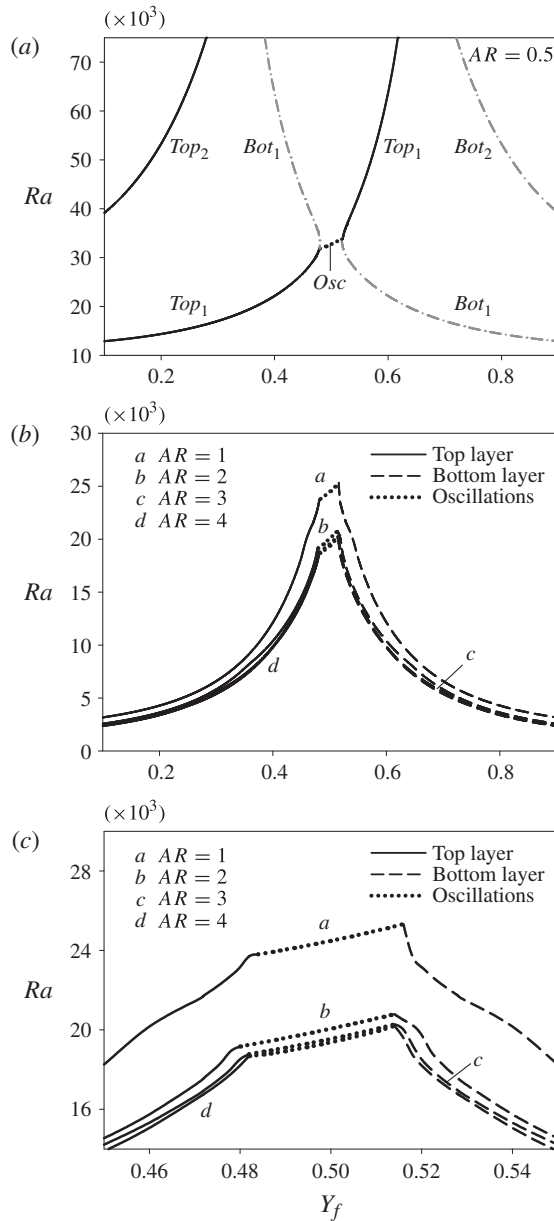 (a)
(×10³)
AR = 0.5
70
60
50
40
30
20
10
Ra
Top₂
Bot₁
Top₁
Bot₂
Osc
Top₁
Bot₁
0.2
0.4
0.6
0.8
(b)
(×10³)
30
25
20
15
10
5
0
Ra
a AR = 1
b AR = 2
c AR = 3
d AR = 4
Top layer
Bottom layer
Oscillations
a
b
c
d
0.2
0.4
0.6
0.8
(c)
(×10³)
28
24
20
16
Ra
a AR = 1
b AR = 2
c AR = 3
d AR = 4
Top layer
Bottom layer
Oscillations
a
b
c
d
0.46
0.48
0.50
0.52
0.54
Y_f